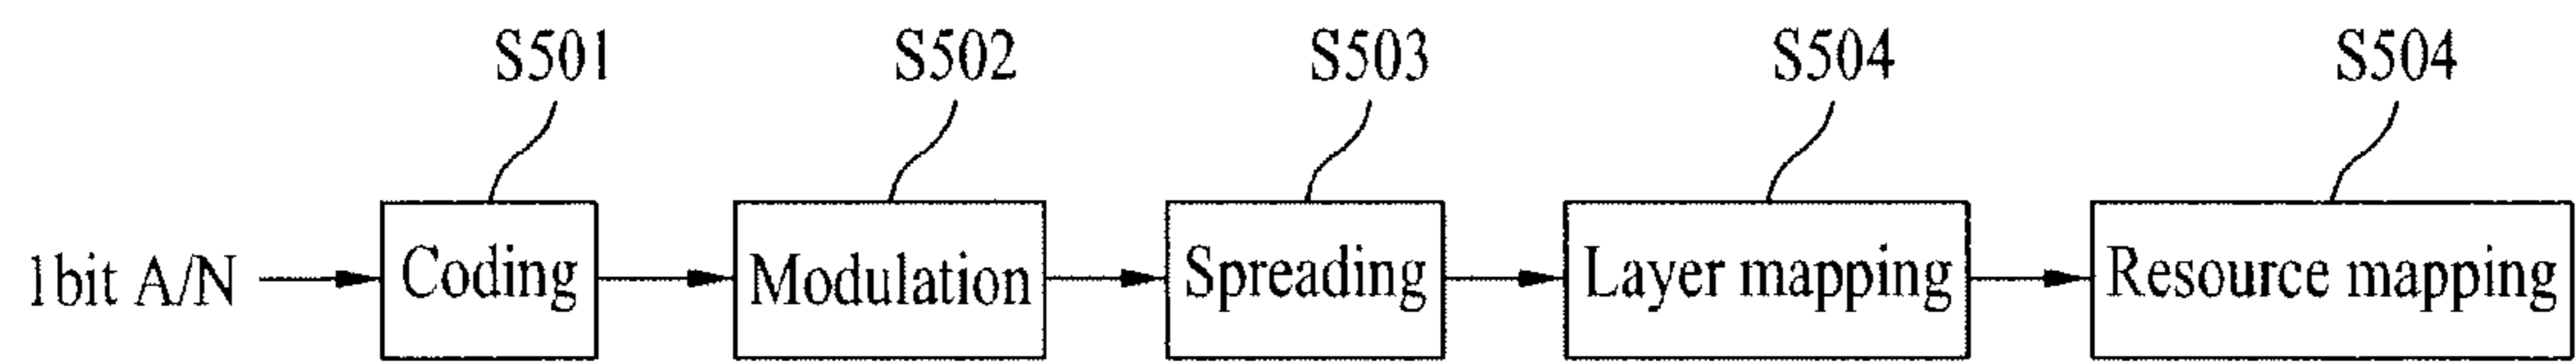 S501 S502 S503 S504 S504
1bit A/N Coding Modulation Spreading Layer mapping Resource mapping